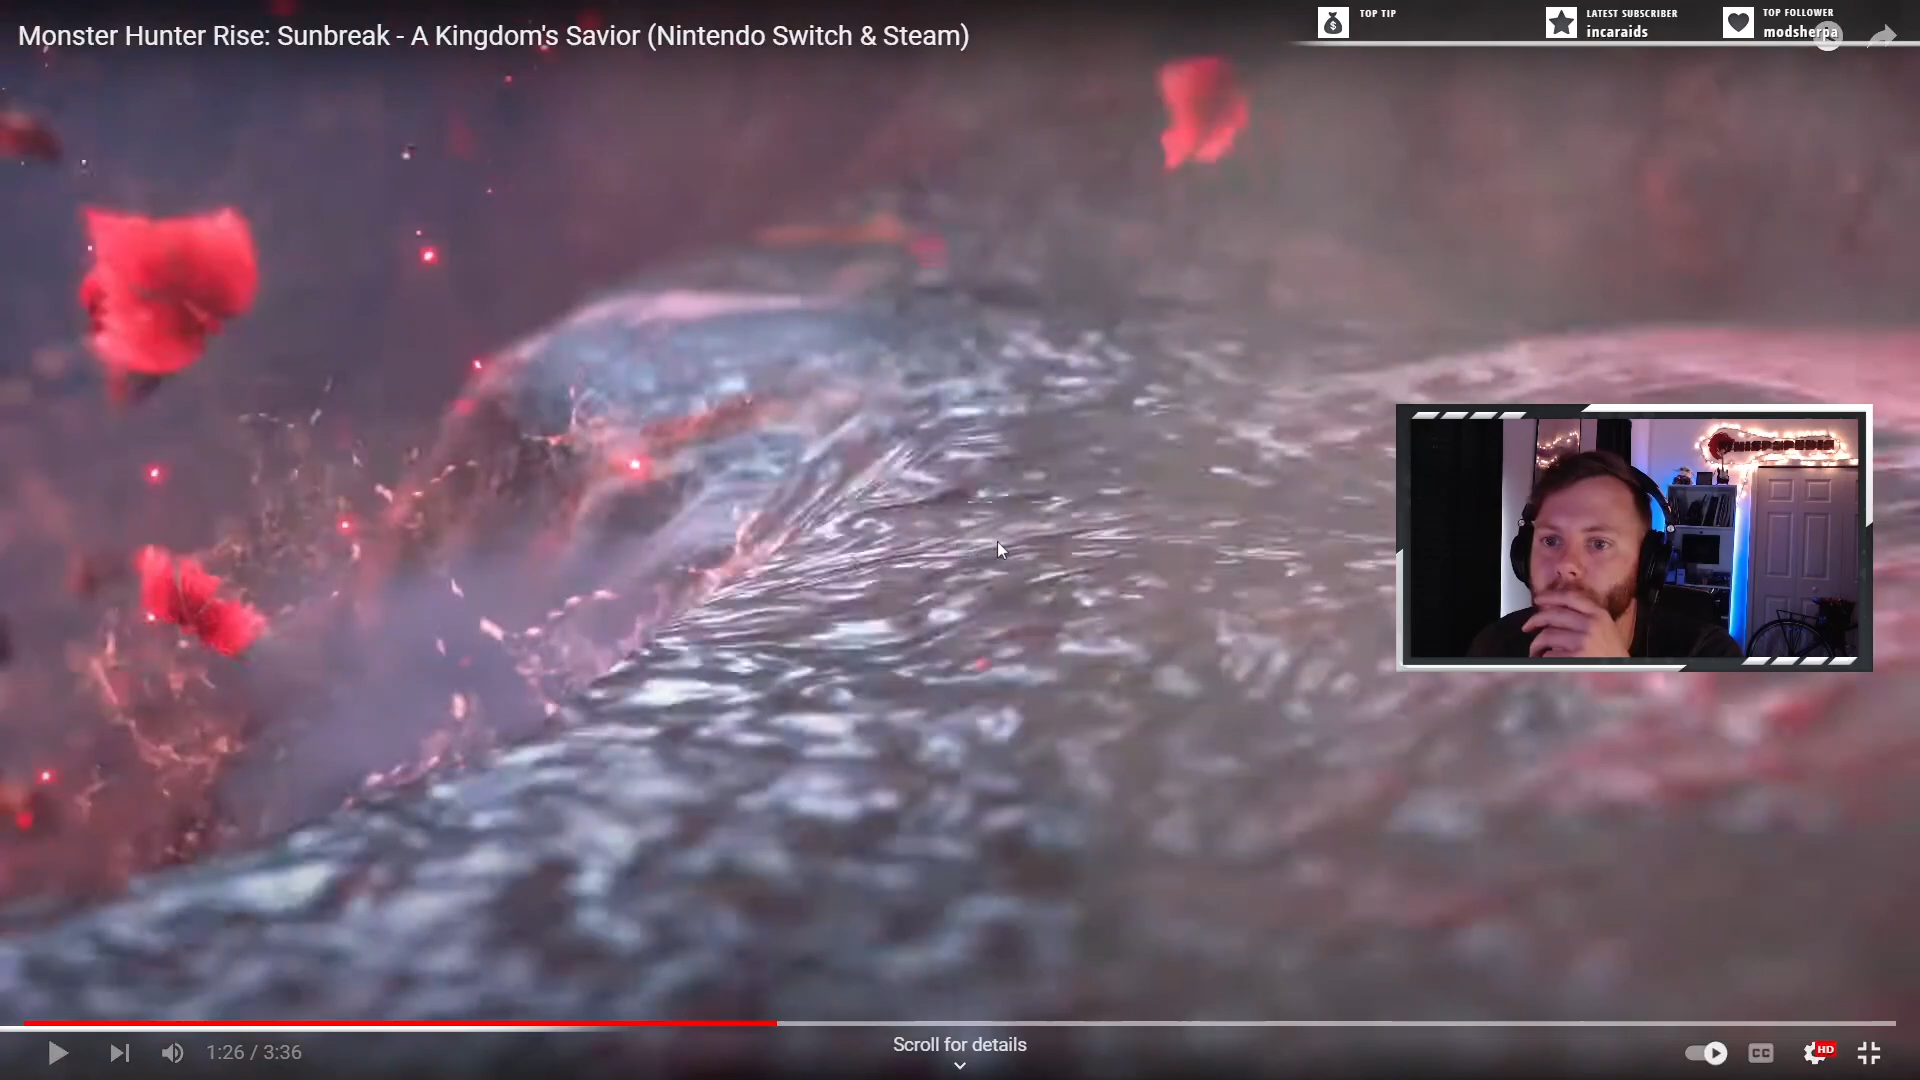 Monster Hunter Rise: Sunbreak - A Kingdom's Savior (Nintendo Switch & Steam)
TOP TIP
LATEST SUBSCRIBER
incaraids
TOP FOLLOWER
modsherpa
1:26 / 3:36
Scroll for details
CC
HD